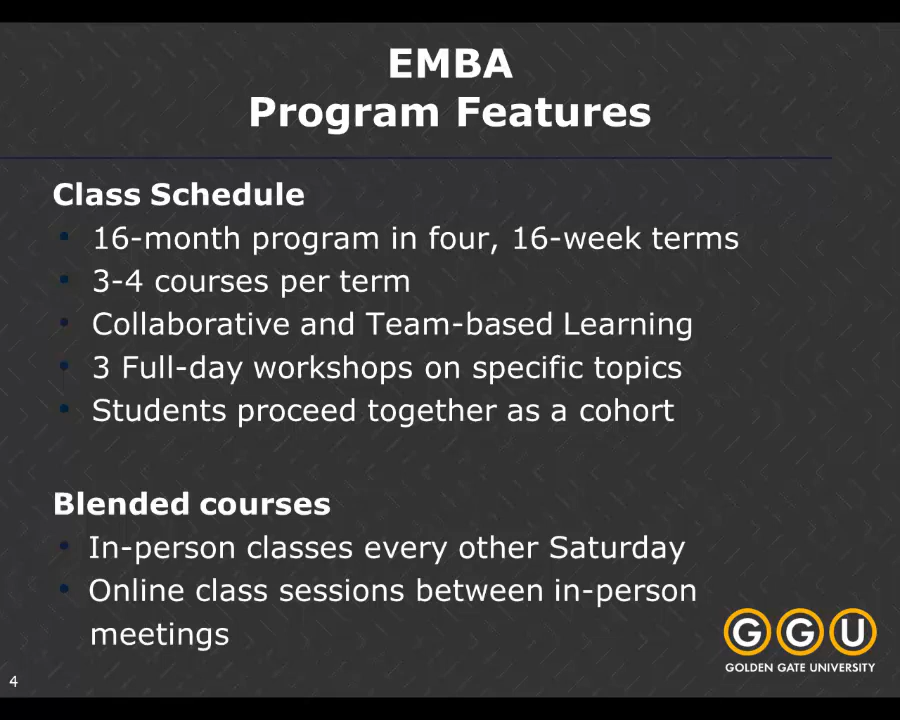 EMBA
Program Features
Class Schedule
• 16-month program in four, 16-week terms
• 3-4 courses per term
• Collaborative and Team-based Learning
• 3 Full-day workshops on specific topics
• Students proceed together as a cohort
Blended courses
• In-person classes every other Saturday
• Online class sessions between in-person
meetings
GGU
GOLDEN GATE UNIVERSITY
4